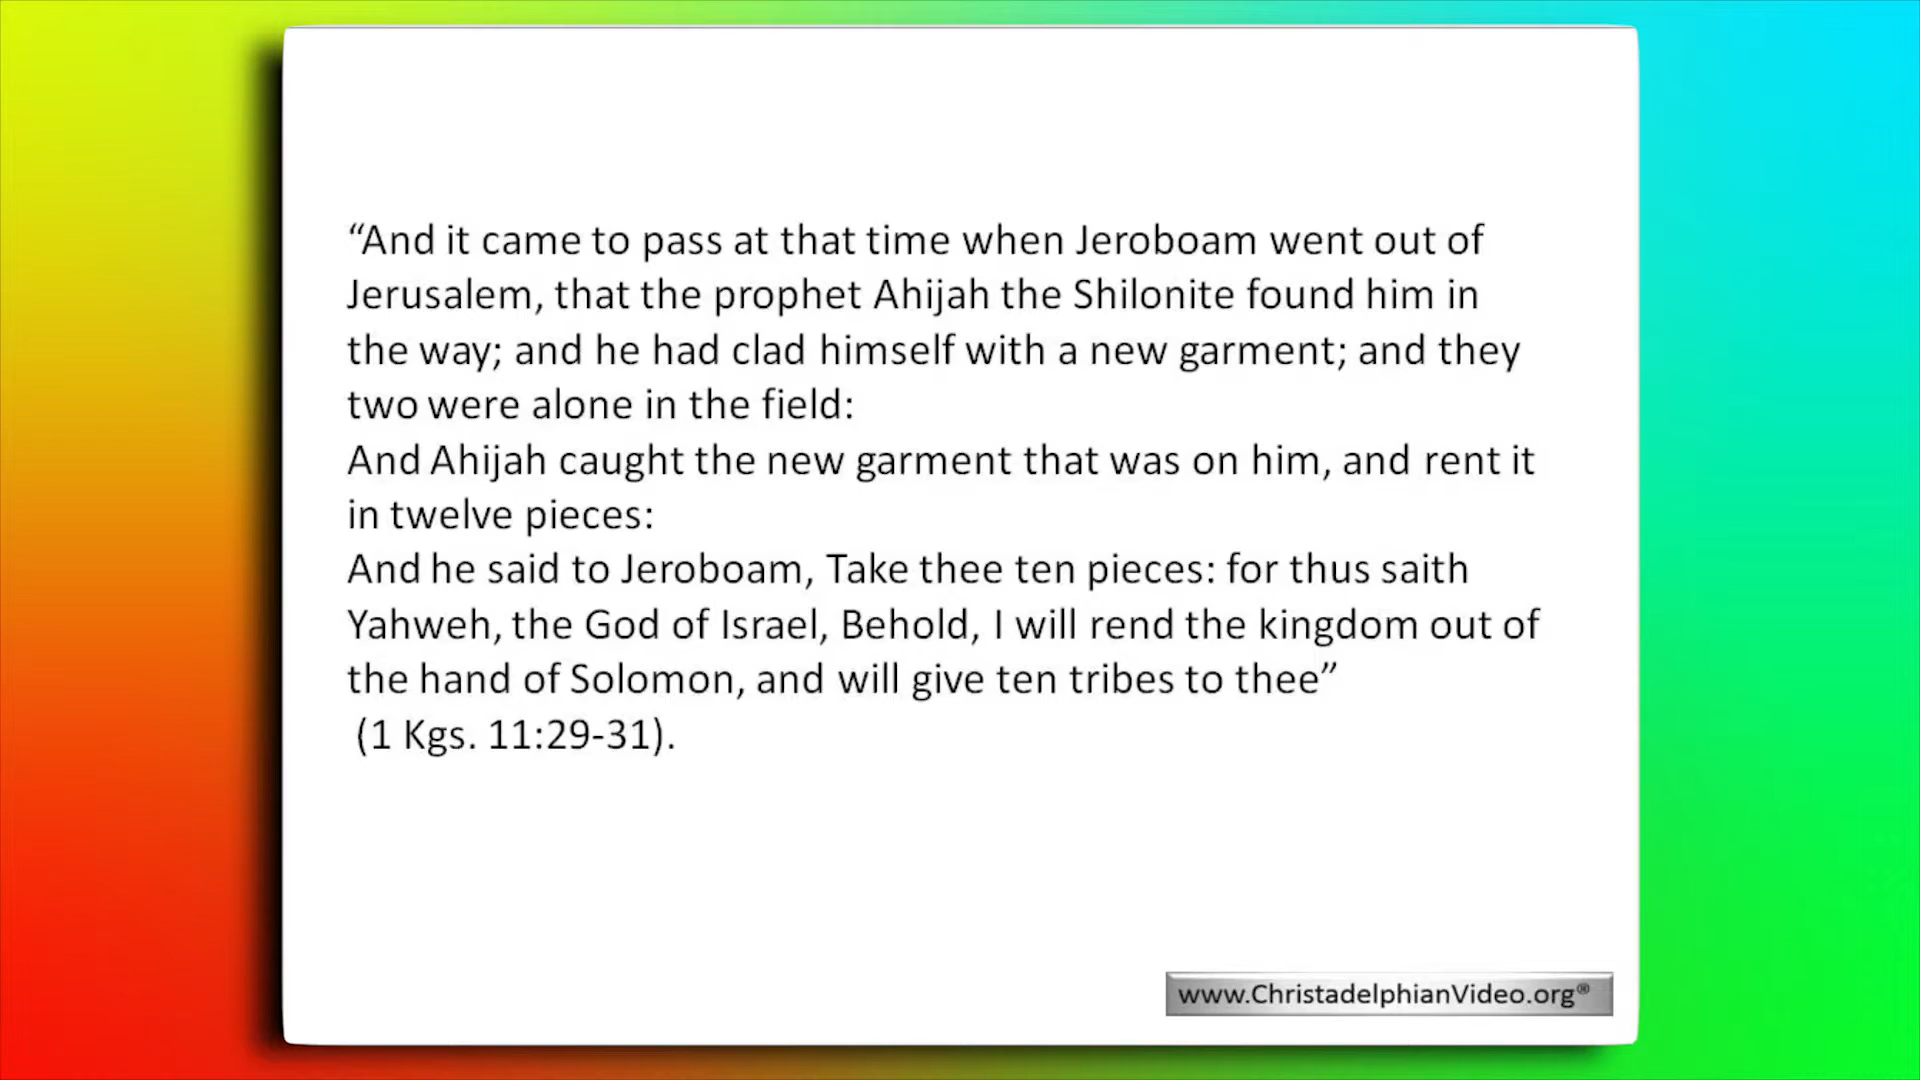 “And it came to pass at that time when Jeroboam went out of
Jerusalem, that the prophet Ahijah the Shilonite found him in
the way; and he had clad himself with a new garment; and they
two were alone in the field:
And Ahijah caught the new garment that was on him, and rent it
in twelve pieces:
And he said to Jeroboam, Take thee ten pieces: for thus saith
Yahweh, the God of Israel, Behold, I will rend the kingdom out of
the hand of Solomon, and will give ten tribes to thee”
(1 Kgs. 11:29-31).
www.ChristadelphianVideo.org®